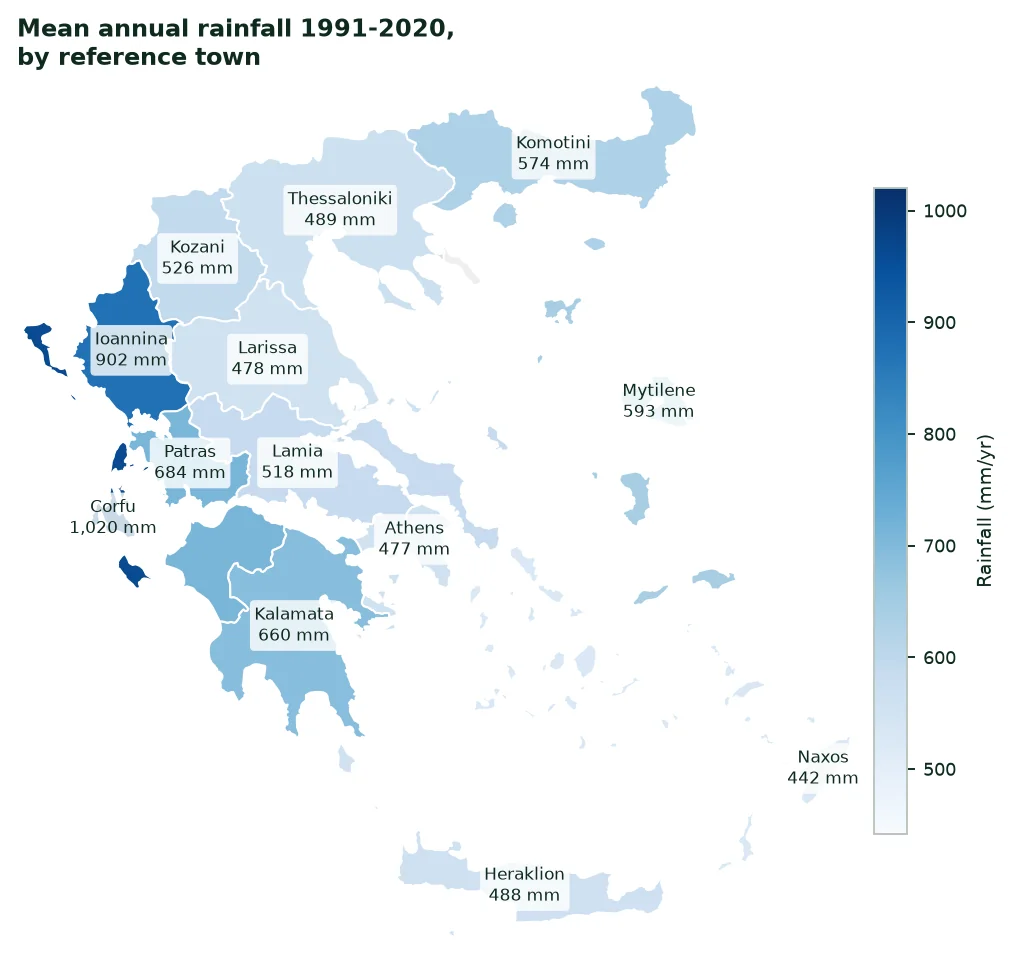 Mean annual rainfall 1991-2020,
by reference town
Komotini
574 mm
Thessaloniki
489 mm
Kozani
526 mm
Ioannina
902 mm
Larissa
478 mm
Mytilene
593 mm
Patras
684 mm
Lamia
518 mm
Corfu
1,020 mm
Athens
477 mm
Kalamata
660 mm
Naxos
442 mm
Heraklion
488 mm
1000
900
800
700
600
500
Rainfall (mm/yr)